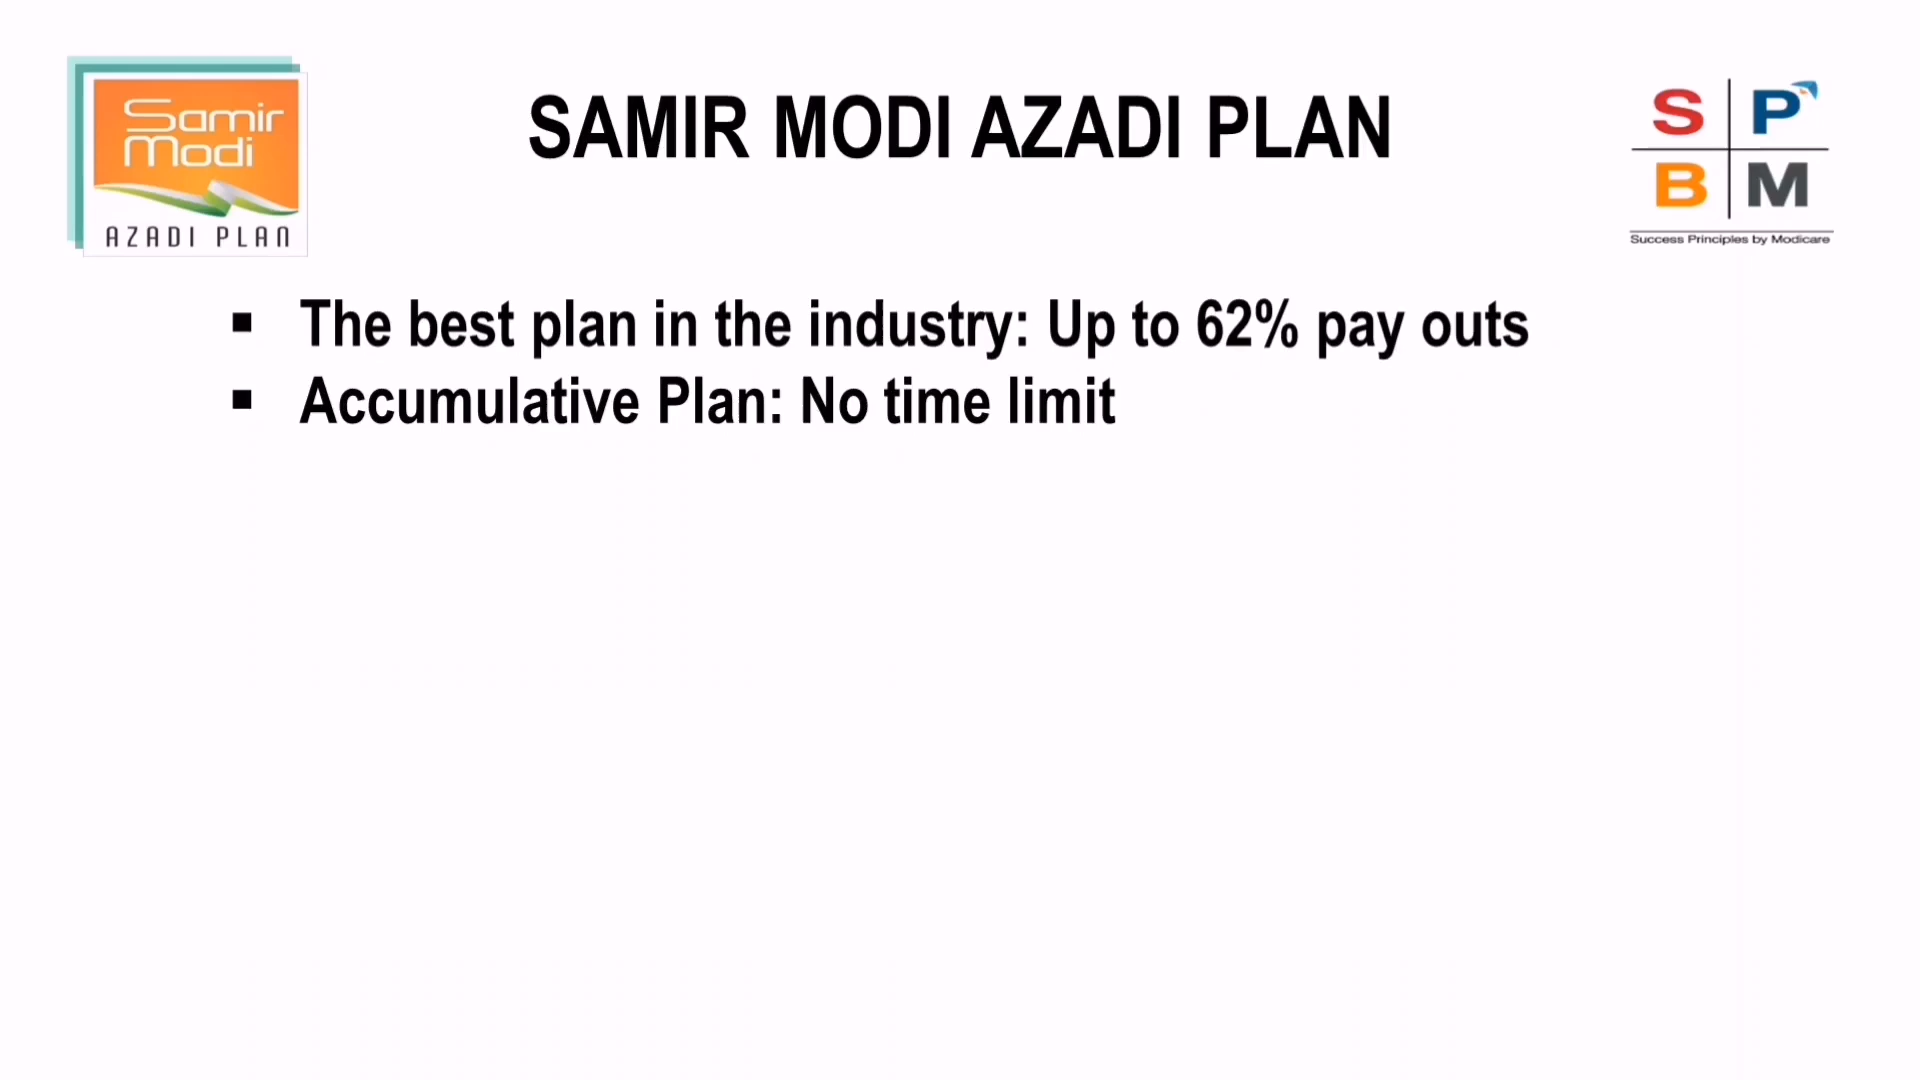 Samir
Modi
AZADI PLAN
SAMIR MODI AZADI PLAN
S P
B M
Success Principles by Modicare
▪ The best plan in the industry: Up to 62% pay outs
▪ Accumulative Plan: No time limit